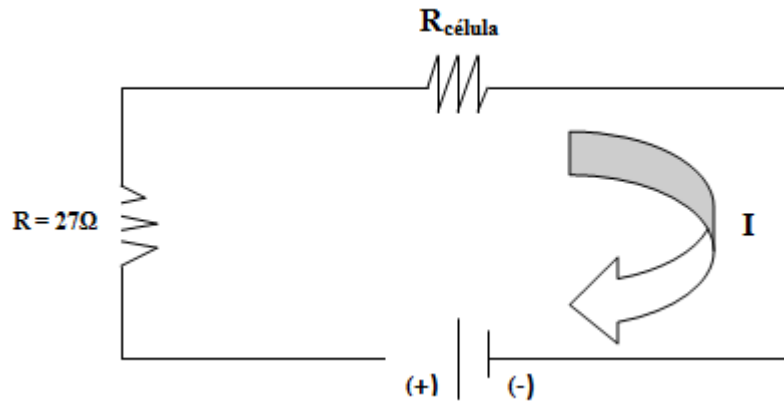 Rcélula
R = 27Ω
I
(+)
(-)